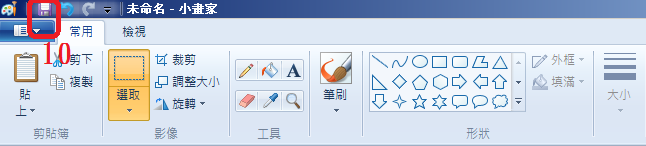 未命名 - 小畫家
常用 檢視
10
貼上
剪下
複製
選取
裁剪
調整大小
旋轉
A
筆刷
外框
填滿
大小
剪貼簿 影像 工具 形狀